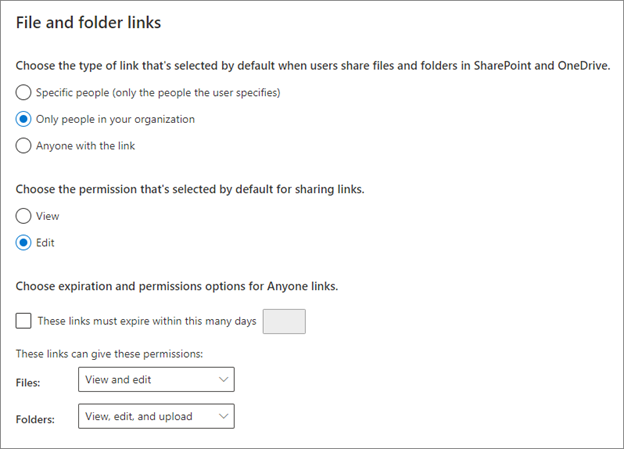 File and folder links
Choose the type of link that's selected by default when users share files and folders in SharePoint and OneDrive.
Specific people (only the people the user specifies)
Only people in your organization
Anyone with the link
Choose the permission that's selected by default for sharing links.
View
Edit
Choose expiration and permissions options for Anyone links.
These links must expire within this many days
These links can give these permissions:
Files: View and edit
Folders: View, edit, and upload